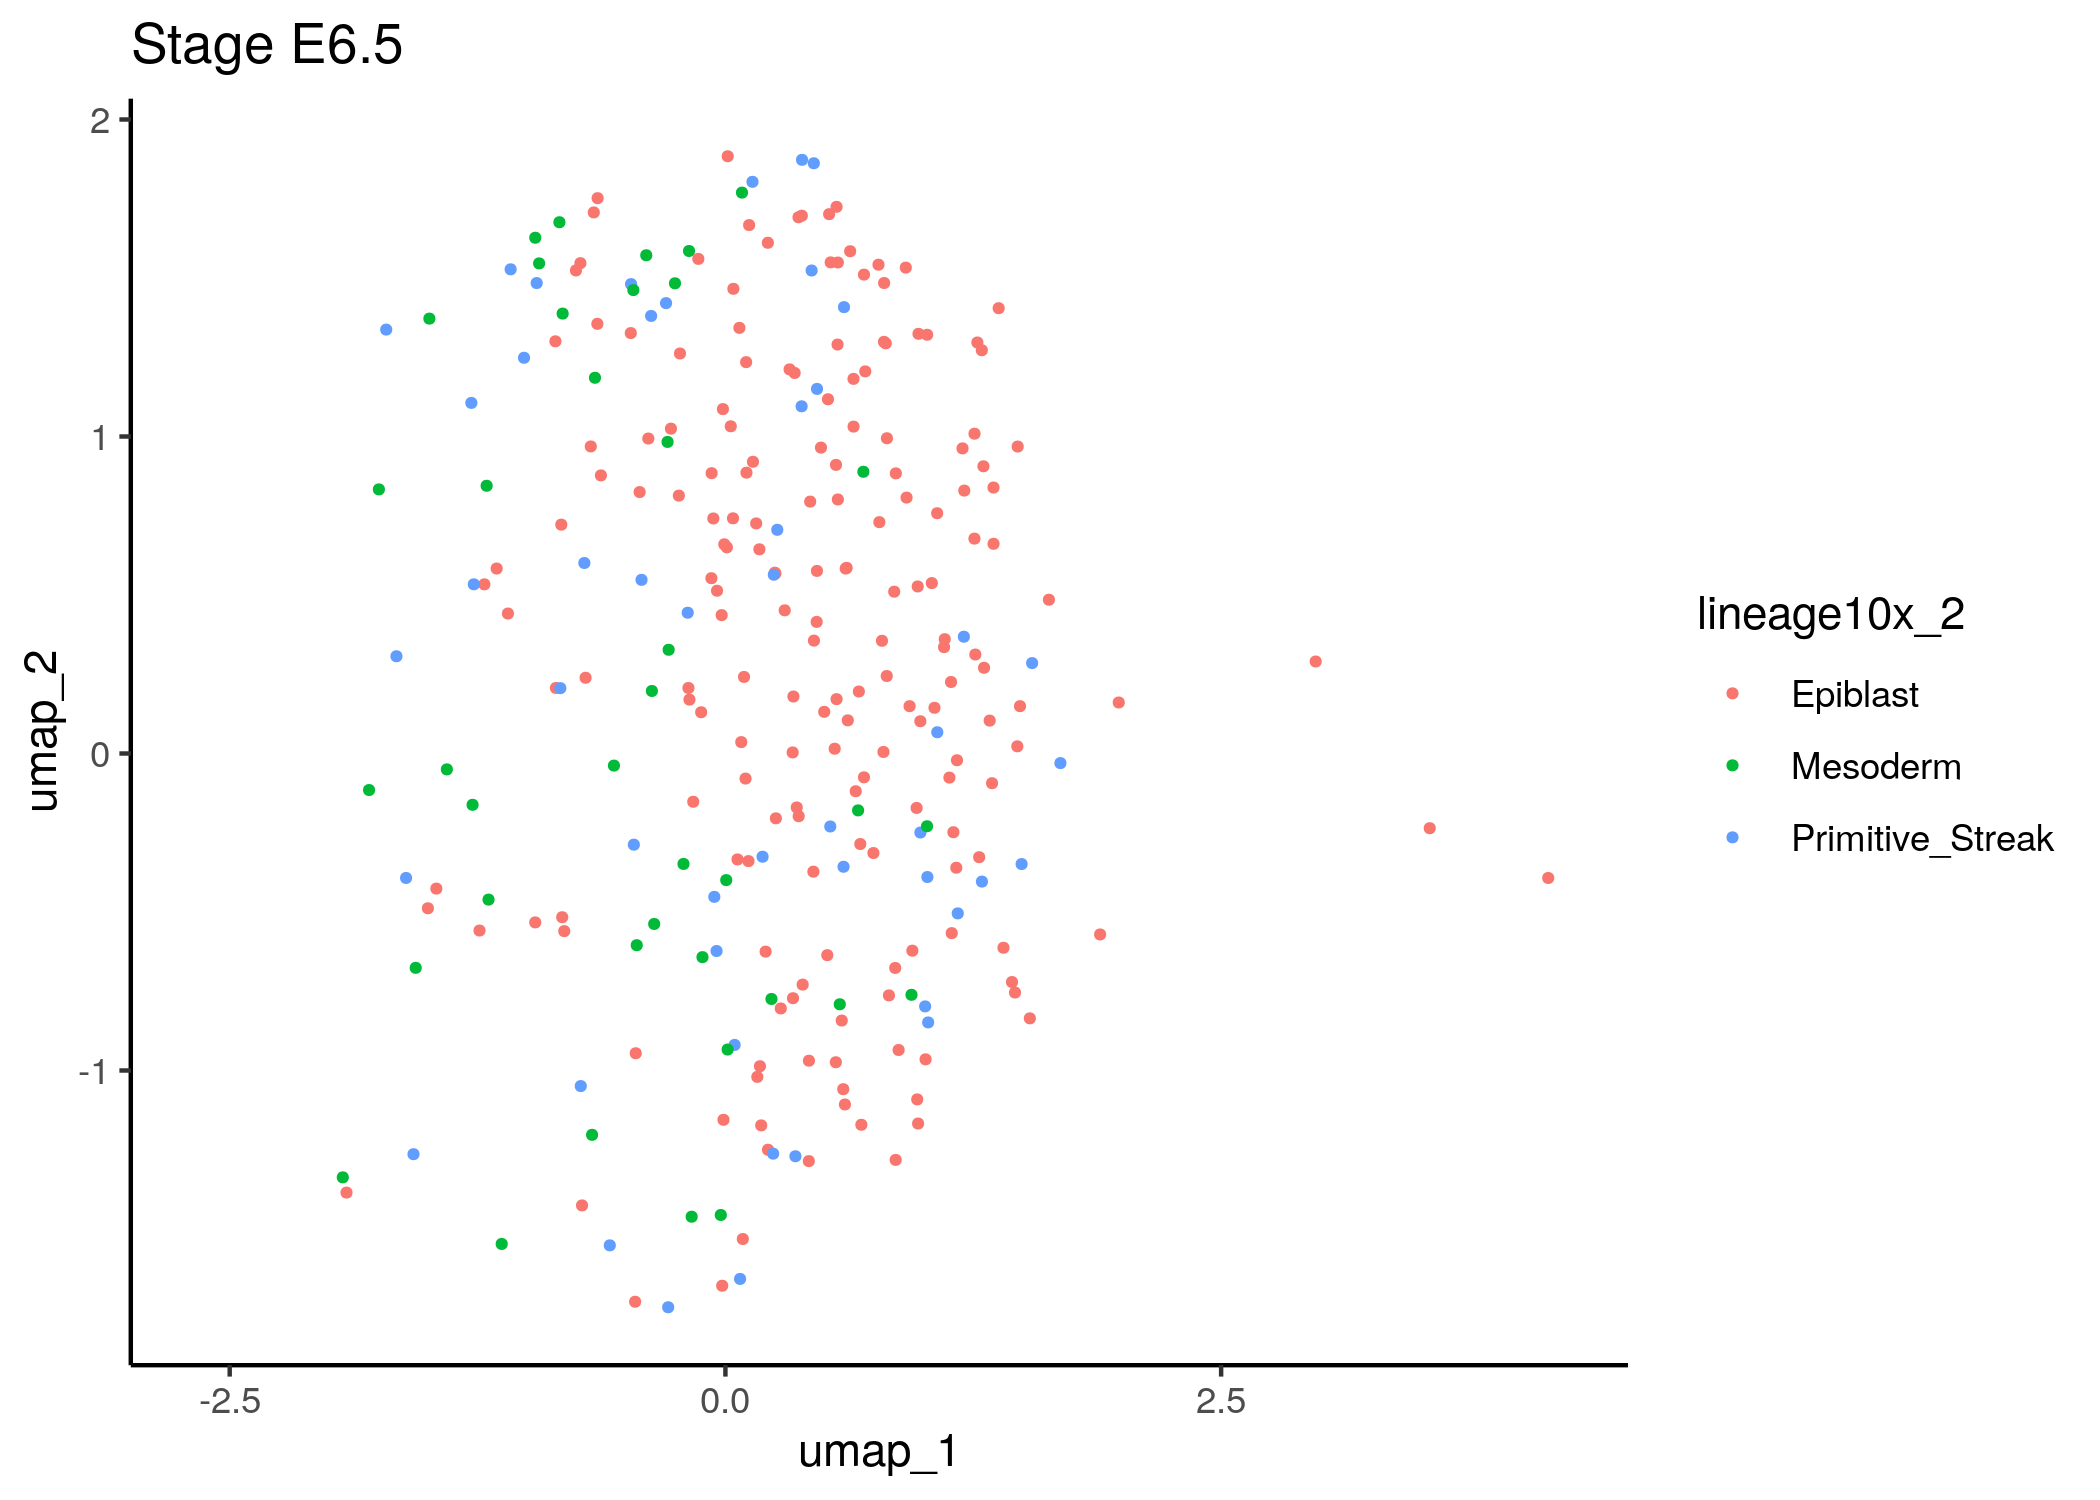 Stage E6.5
2
1
0
-1
umap_2
-2.5
0.0
2.5
umap_1
lineage10x_2
Epiblast
Mesoderm
Primitive_Streak